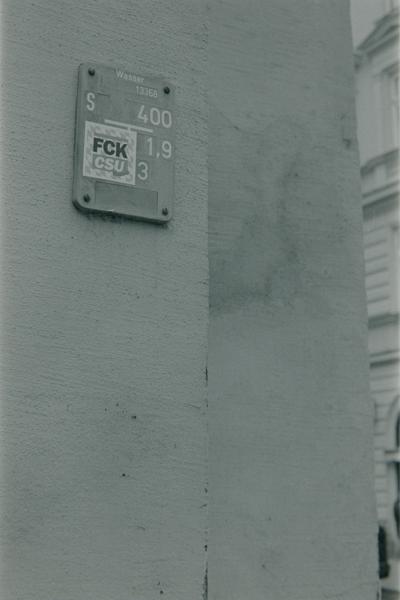 Wasser
13368
S 400
1,9
3
FCK
CSU